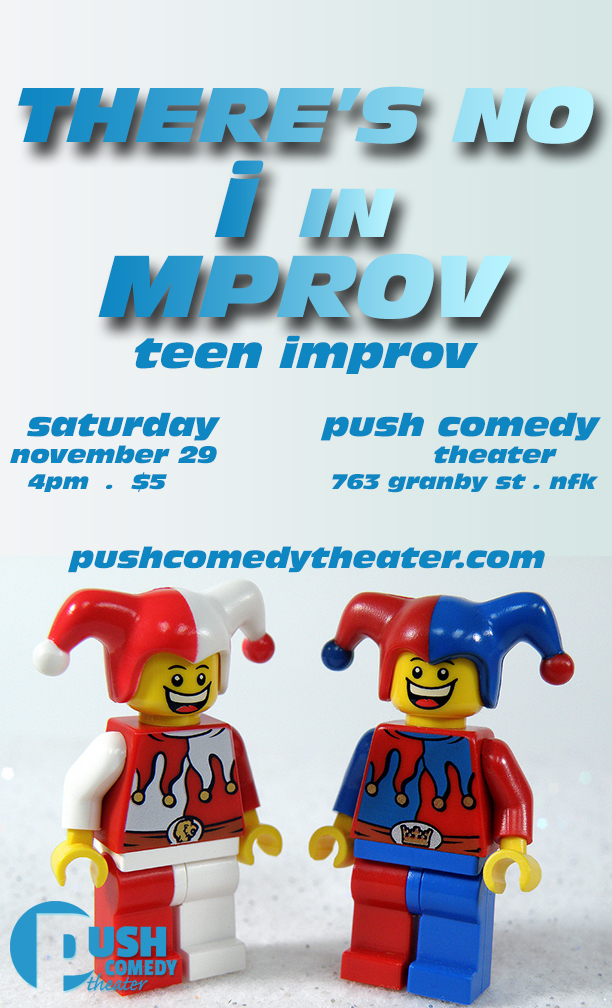 THERE'S NO
i IN
MPROV
teen improv
saturday
november 29
4pm . $5
push comedy
theater
763 granby st . nfk
pushcomedytheater.com
PUSH
COMEDY
theater